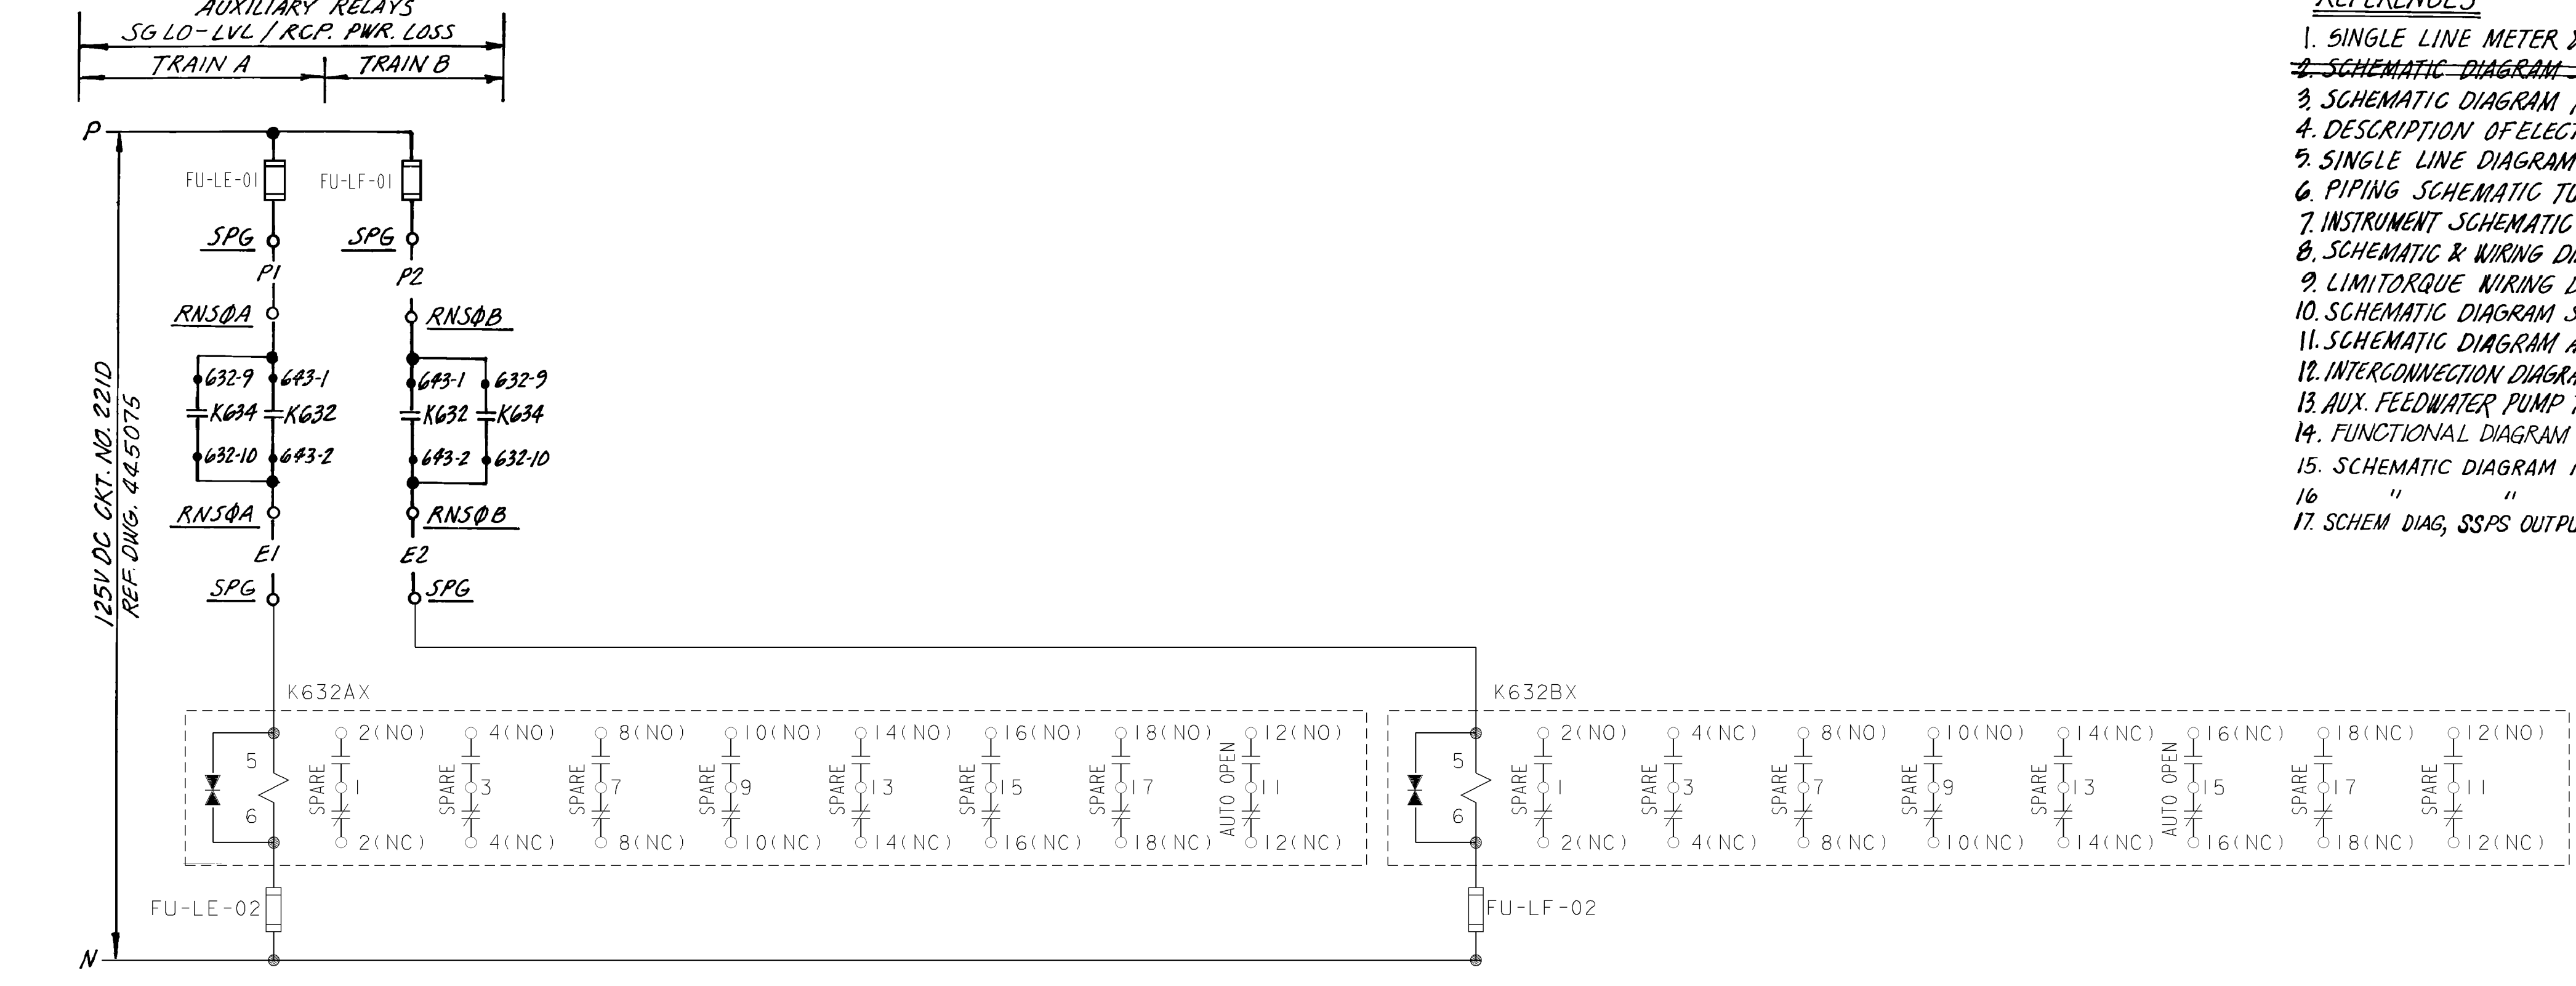 AUXILIARY RELAYS
SG LO-LVL / RCP. PWR. LOSS
TRAIN A TRAIN B
P
FU-LE-01 FU-LF-01
SPG SPG
P1 P2
RNSØA RNSØB
632-9 643-1 643-1 632-9
K634 K632 K632 K634
632-10 643-2 643-2 632-10
RNSØA RNSØB
E1 E2
SPG SPG
125V DC CKT. NO. 221D
REF. DWG. 445075
K632AX
5
6
2(NO) 4(NO) 8(NO) 10(NO) 14(NO) 16(NO) 18(NO) 12(NO)
SPARE 1 SPARE 3 SPARE 7 SPARE 9 SPARE 13 SPARE 15 SPARE 17 AUTO OPEN 11
2(NC) 4(NC) 8(NC) 10(NC) 14(NC) 16(NC) 18(NC) 12(NC)
FU-LE-02
K632BX
5
6
2(NO) 4(NC) 8(NO) 10(NO) 14(NC) 16(NC) 18(NC) 12(NO)
SPARE 1 SPARE 3 SPARE 7 SPARE 9 SPARE 13 AUTO OPEN 15 SPARE 17 SPARE 11
2(NC) 4(NC) 8(NC) 10(NC) 14(NC) 16(NC) 18(NC) 12(NC)
FU-LF-02
N
REFERENCES
1. SINGLE LINE METER
2. SCHEMATIC DIAGRAM
3. SCHEMATIC DIAGRAM
4. DESCRIPTION OF ELECT
5. SINGLE LINE DIAGRAM
6. PIPING SCHEMATIC
7. INSTRUMENT SCHEMATIC
8. SCHEMATIC & WIRING
9. LIMITORQUE WIRING
10. SCHEMATIC DIAGRAM
11. SCHEMATIC DIAGRAM
12. INTERCONNECTION DIAGRA
13. AUX. FEEDWATER PUMP
14. FUNCTIONAL DIAGRAM
15. SCHEMATIC DIAGRAM
16 " "
17. SCHEM DIAG, SSPS OUTPU